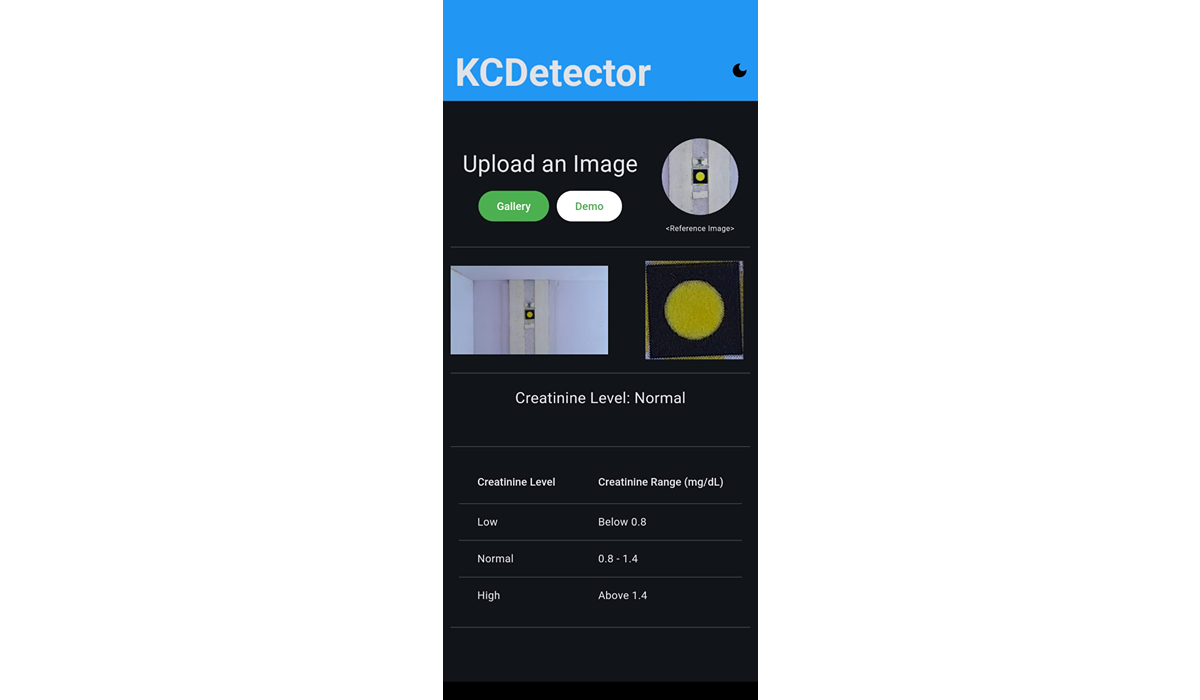 KCDetector
Upload an Image
Gallery Demo
<Reference Image>
Creatinine Level: Normal
Creatinine Level Creatinine Range (mg/dL)
Low Below 0.8
Normal 0.8 - 1.4
High Above 1.4